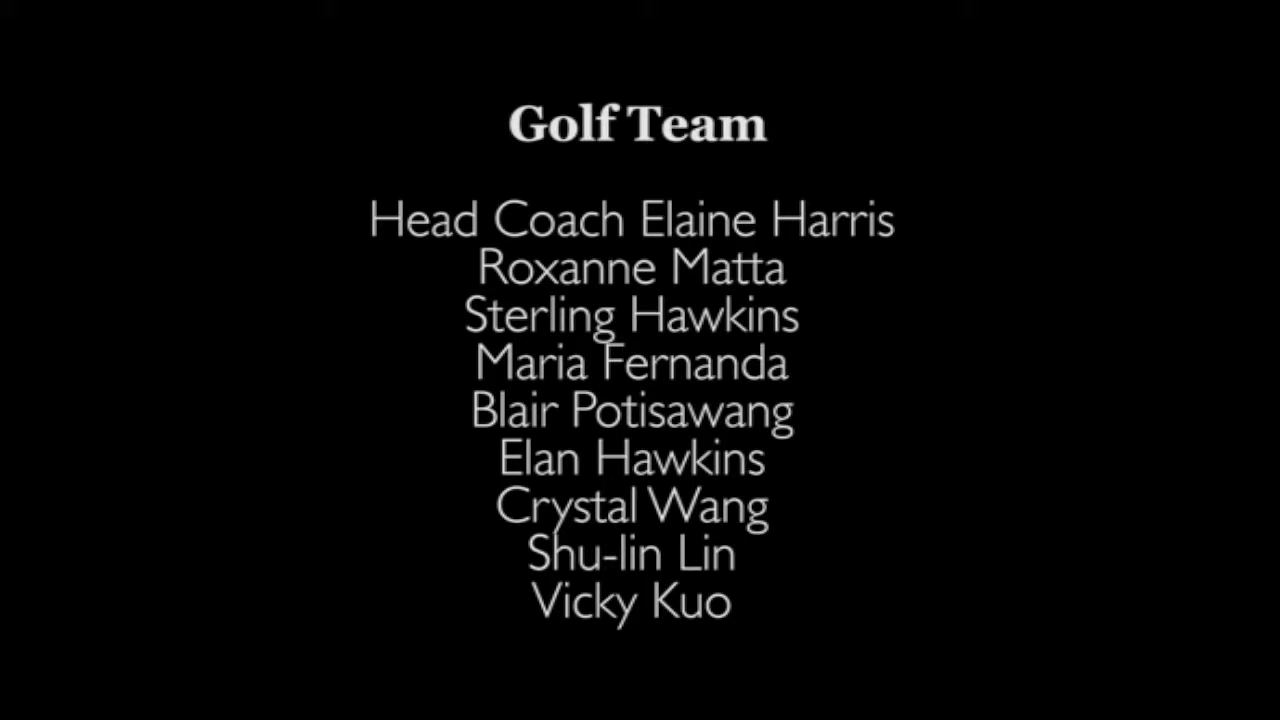 Golf Team
Head Coach Elaine Harris
Roxanne Matta
Sterling Hawkins
Maria Fernanda
Blair Potisawang
Elan Hawkins
Crystal Wang
Shu-lin Lin
Vicky Kuo